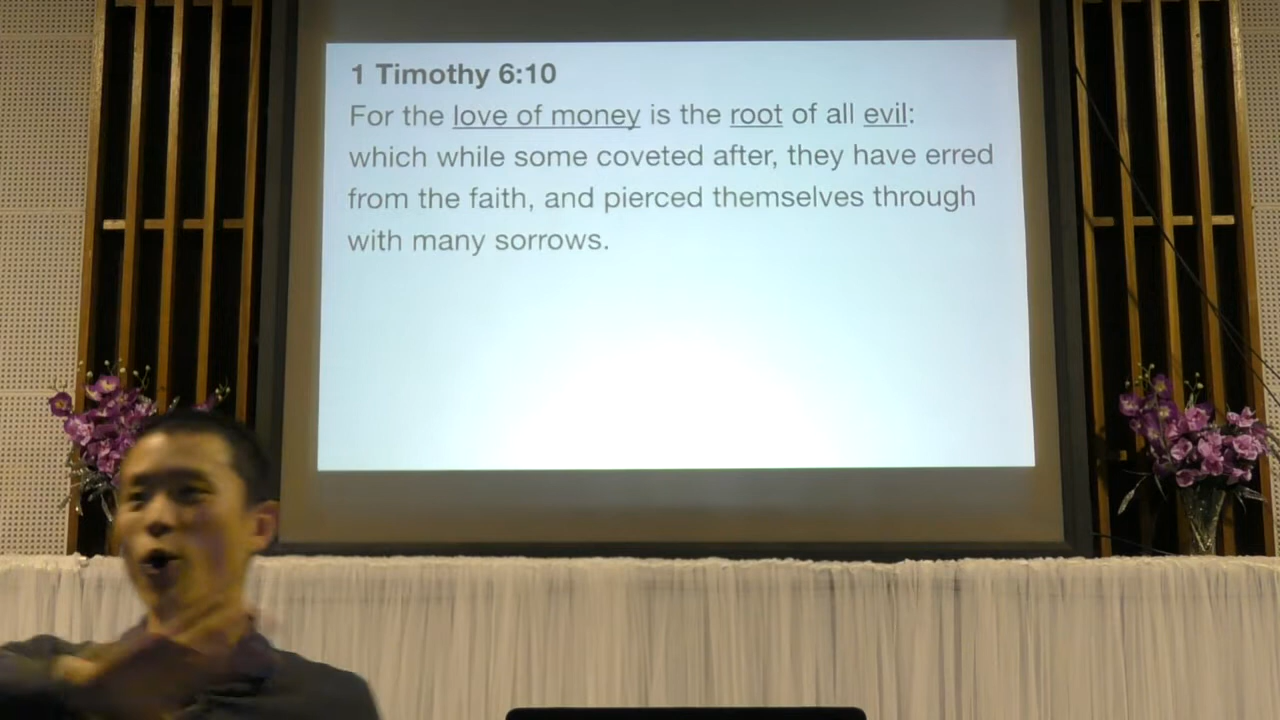 1 Timothy 6:10
For the love of money is the root of all evil:
which while some coveted after, they have erred
from the faith, and pierced themselves through
with many sorrows.